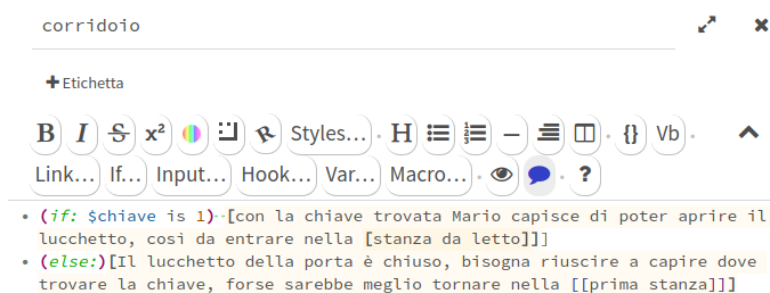 corridoio
+ Etichetta
B I S x² R Styles... H − {} Vb
Link... If... Input... Hook... Var... Macro... ?
• (if: $chiave is 1)··[con la chiave trovata Mario capisce di poter aprire il
lucchetto, cosi da entrare nella [stanza da letto]]]
• (else:)[Il lucchetto della porta è chiuso, bisogna riuscire a capire dove
trovare la chiave, forse sarebbe meglio tornare nella [[prima stanza]]]